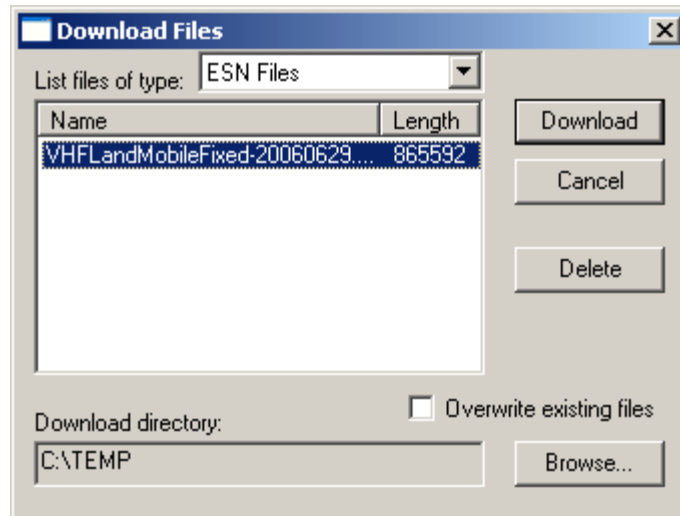 Download Files
List files of type: ESN Files
Name Length
VHFLandMobileFixed-20060629.... 865592
Download
Cancel
Delete
Overwrite existing files
Download directory:
C:\TEMP
Browse...